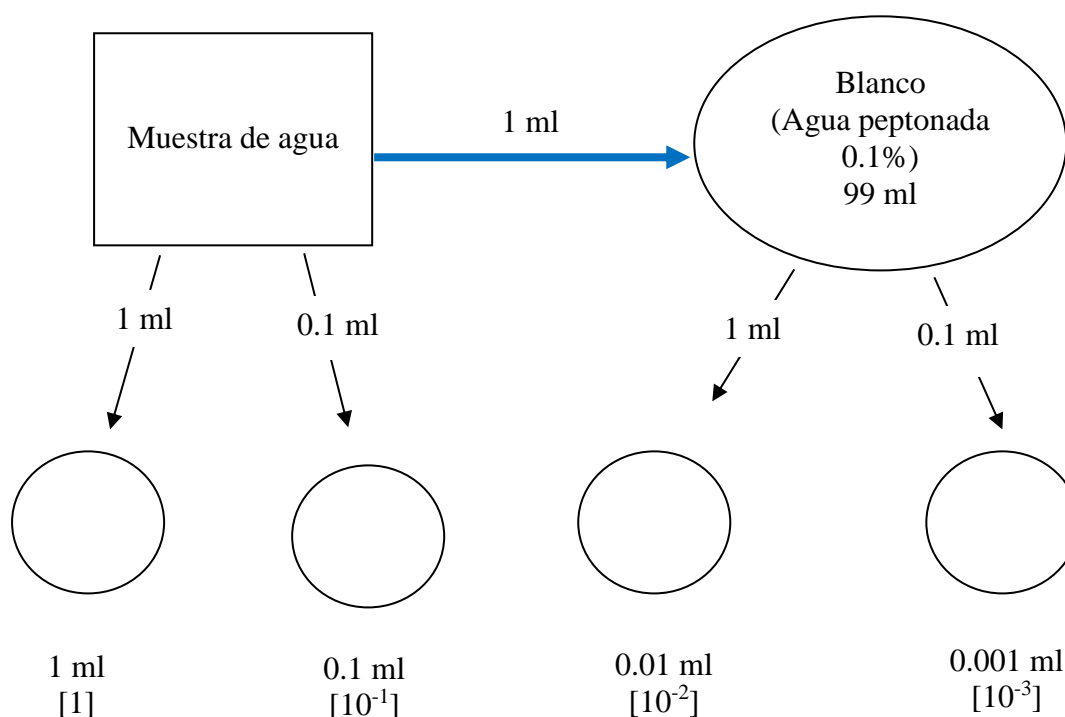 Muestra de agua
1 ml
Blanco
(Agua peptonada
0.1%)
99 ml
1 ml
0.1 ml
1 ml
0.1 ml
1 ml
[1]
0.1 ml
[10⁻¹]
0.01 ml
[10⁻²]
0.001 ml
[10⁻³]